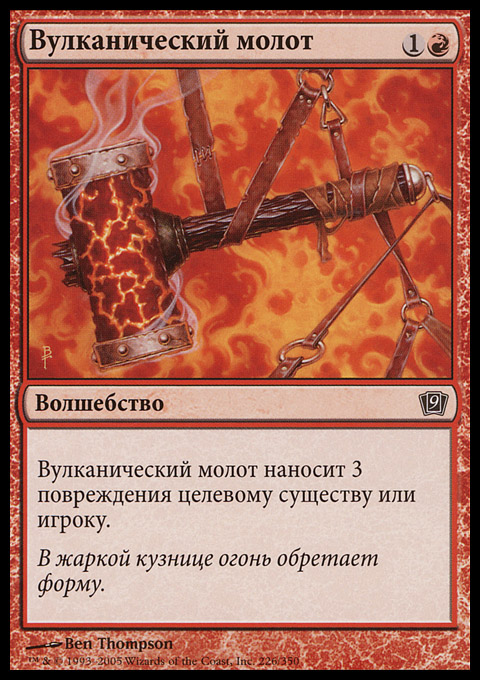 Вулканический молот
1
Волшебство
9
Вулканический молот наносит 3
повреждения целевому существу или
игроку.
В жаркой кузнице огонь обретает
форму.
Ben Thompson
™ & © 1993–2005 Wizards of the Coast, Inc. 226/350